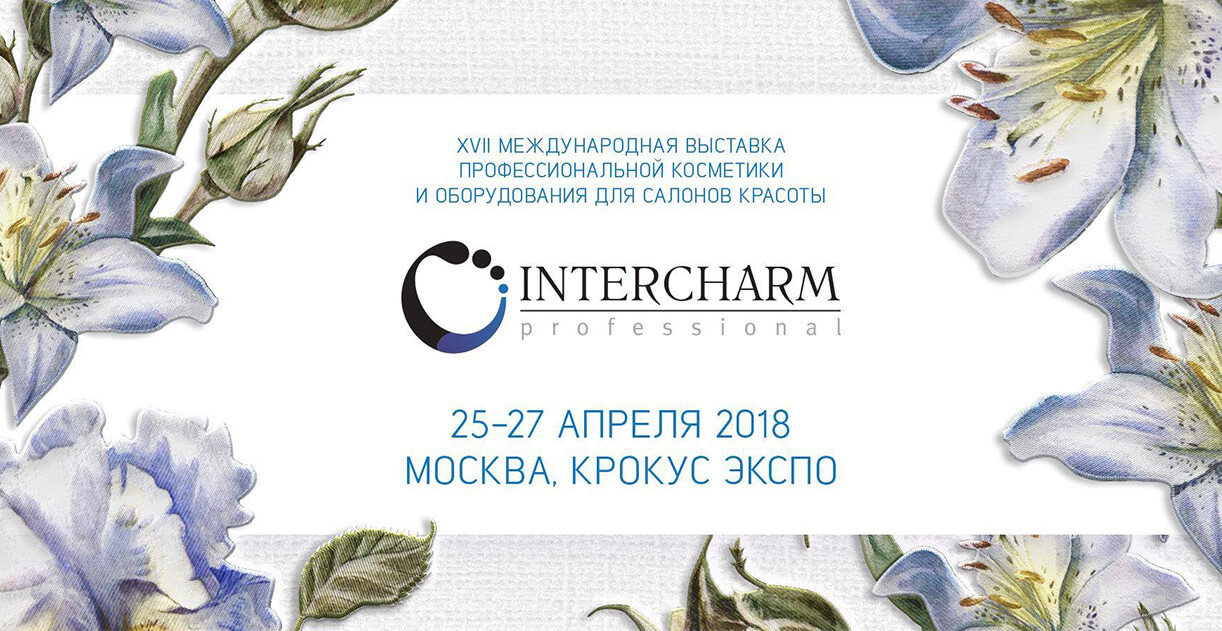 XVII МЕЖДУНАРОДНАЯ ВЫСТАВКА
ПРОФЕССИОНАЛЬНОЙ КОСМЕТИКИ
И ОБОРУДОВАНИЯ ДЛЯ САЛОНОВ КРАСОТЫ
INTERCHARM
professional
25-27 АПРЕЛЯ 2018
МОСКВА, КРОКУС ЭКСПО